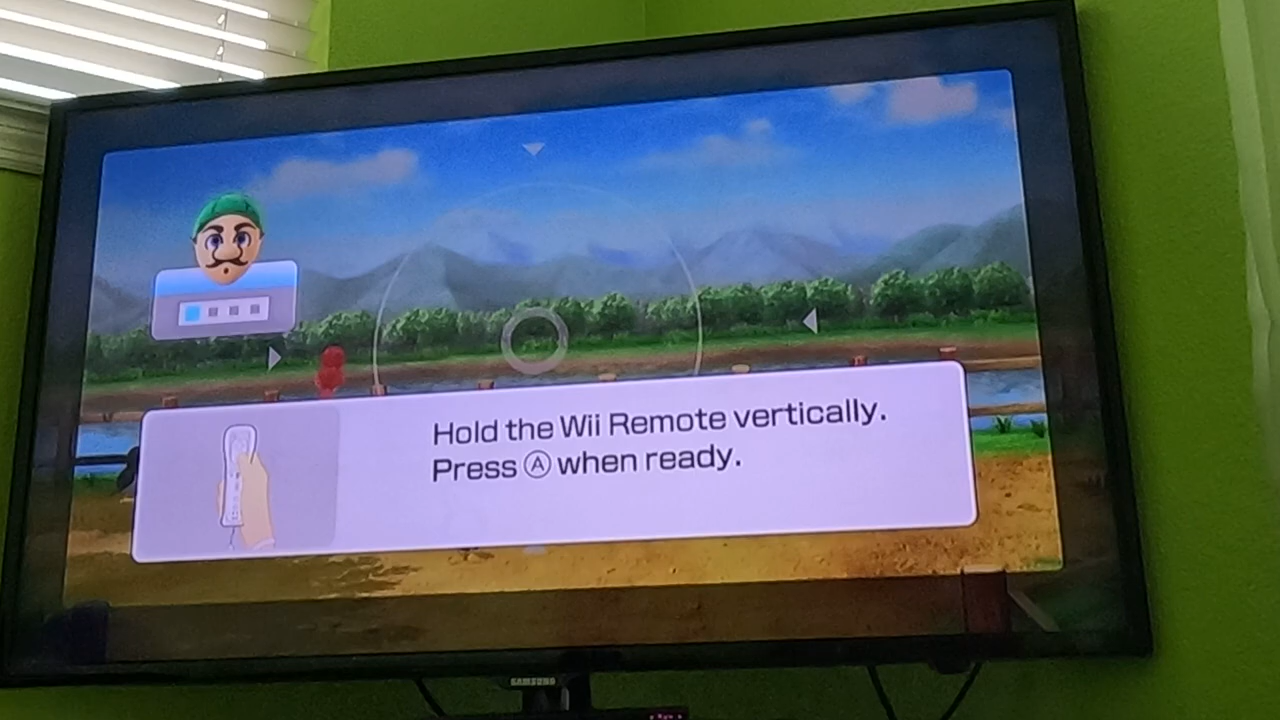 Hold the Wii Remote vertically.
Press Ⓐ when ready.
SAMSUNG